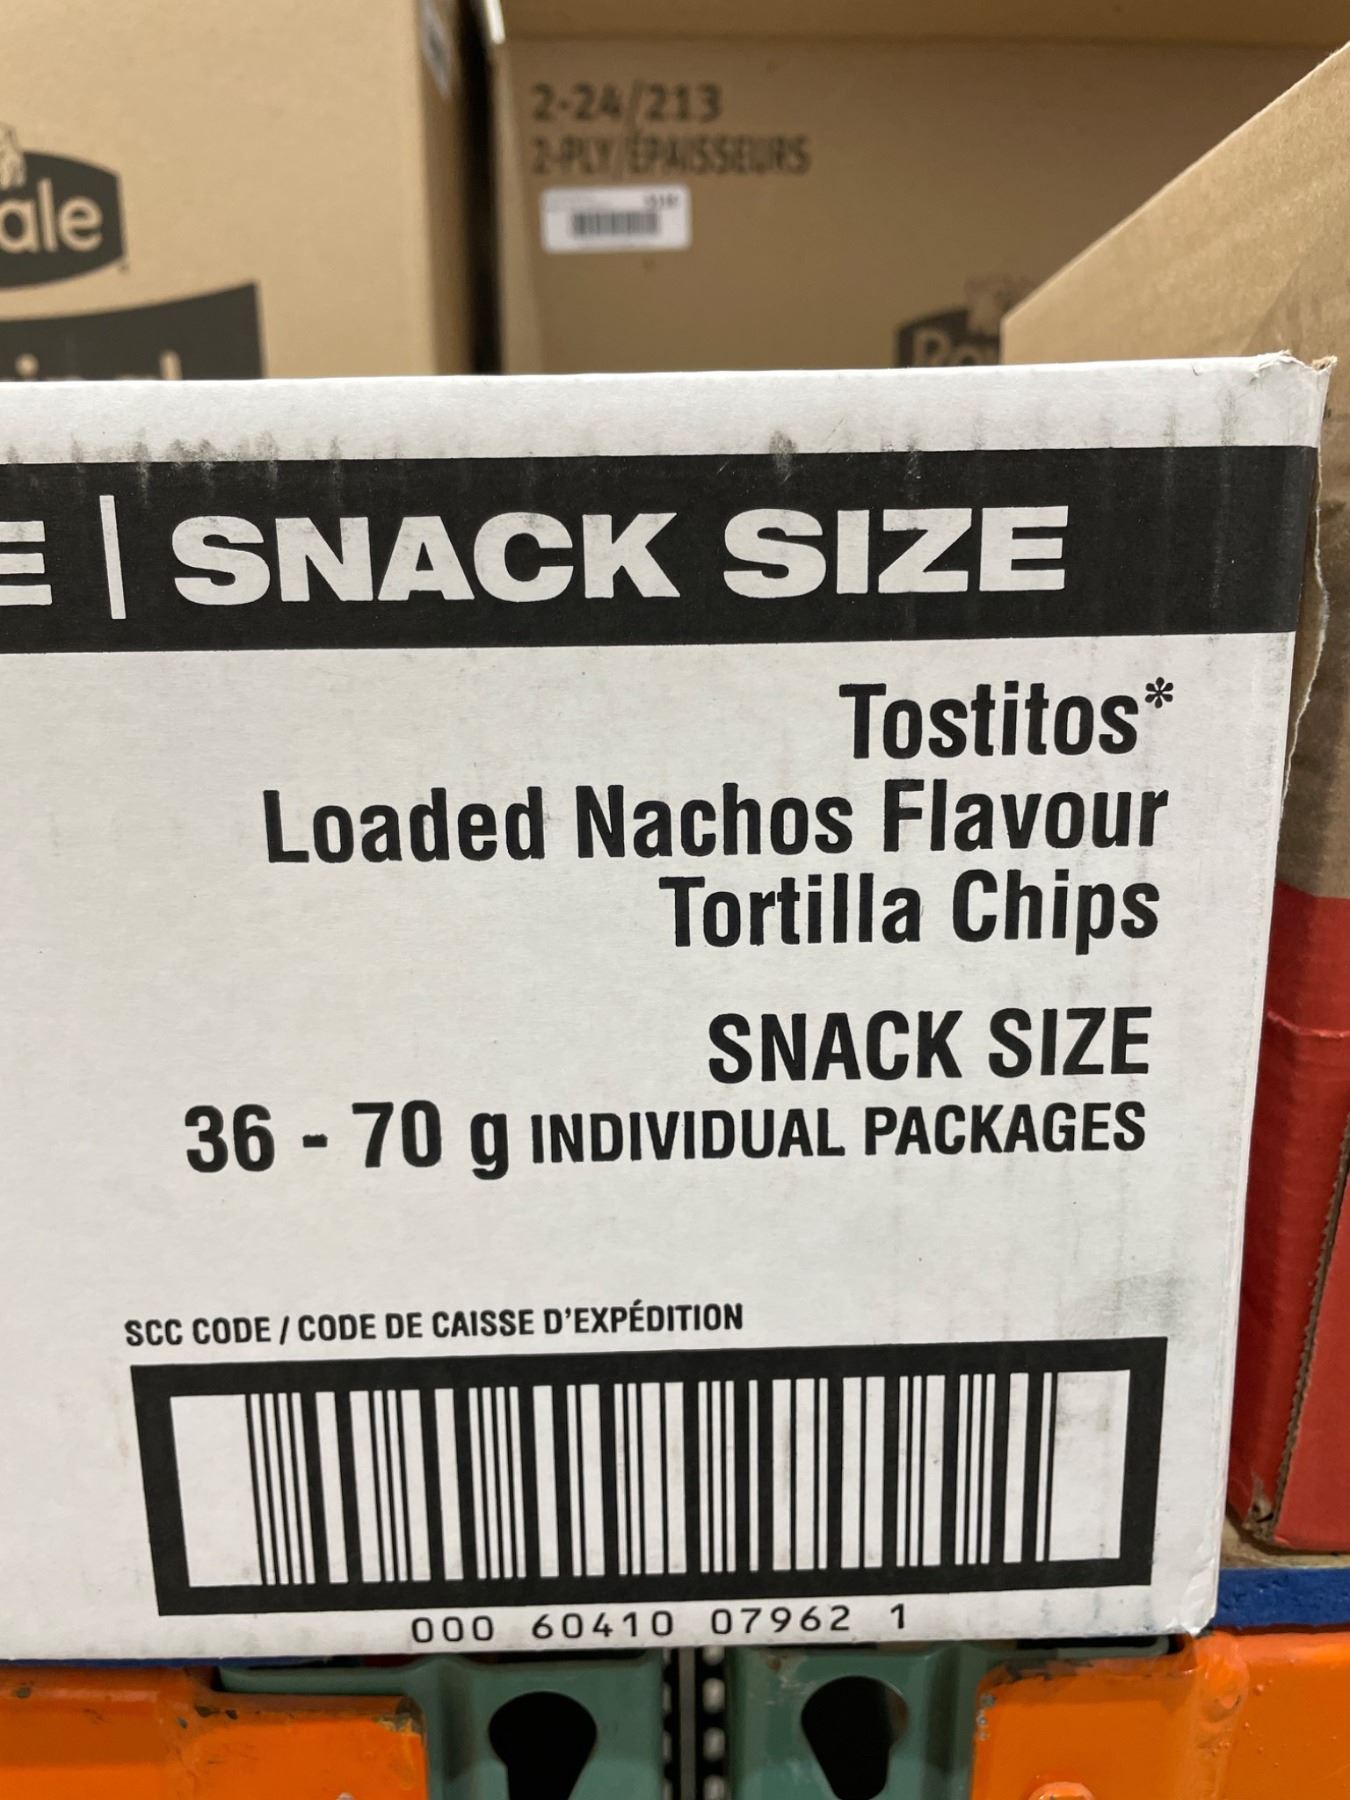 2-24/213
2-PLY/ÉPAISSEURS
ale
E | SNACK SIZE
Tostitos*
Loaded Nachos Flavour
Tortilla Chips
SNACK SIZE
36 - 70 g INDIVIDUAL PACKAGES
SCC CODE / CODE DE CAISSE D'EXPÉDITION
000 60410 07962 1